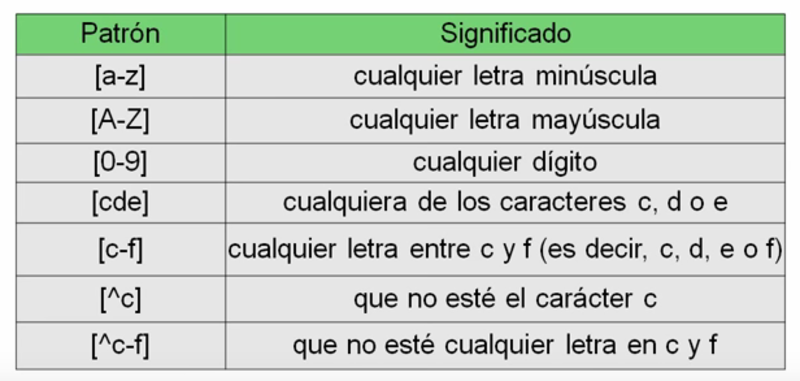 Patrón Significado
[a-z] cualquier letra minúscula
[A-Z] cualquier letra mayúscula
[0-9] cualquier dígito
[cde] cualquiera de los caracteres c, d o e
[c-f] cualquier letra entre c y f (es decir, c, d, e o f)
[^c] que no esté el carácter c
[^c-f] que no esté cualquier letra en c y f